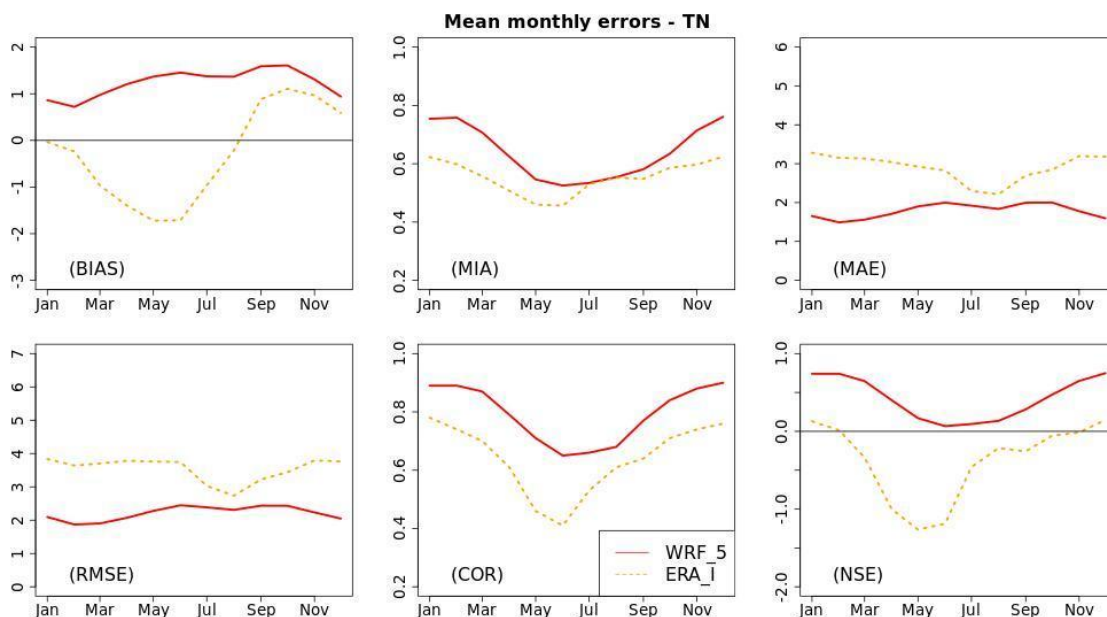 Mean monthly errors - TN
2
1
0
-1
-2
-3
(BIAS)
Jan Mar May Jul Sep Nov
1.0
0.8
0.6
0.4
0.2
(MIA)
Jan Mar May Jul Sep Nov
6
5
4
3
2
1
0
(MAE)
Jan Mar May Jul Sep Nov
7
6
5
4
3
2
1
0
(RMSE)
Jan Mar May Jul Sep Nov
1.0
0.8
0.6
0.4
0.2
WRF_5
ERA_I
(COR)
Jan Mar May Jul Sep Nov
1.0
0.0
-1.0
-2.0
(NSE)
Jan Mar May Jul Sep Nov